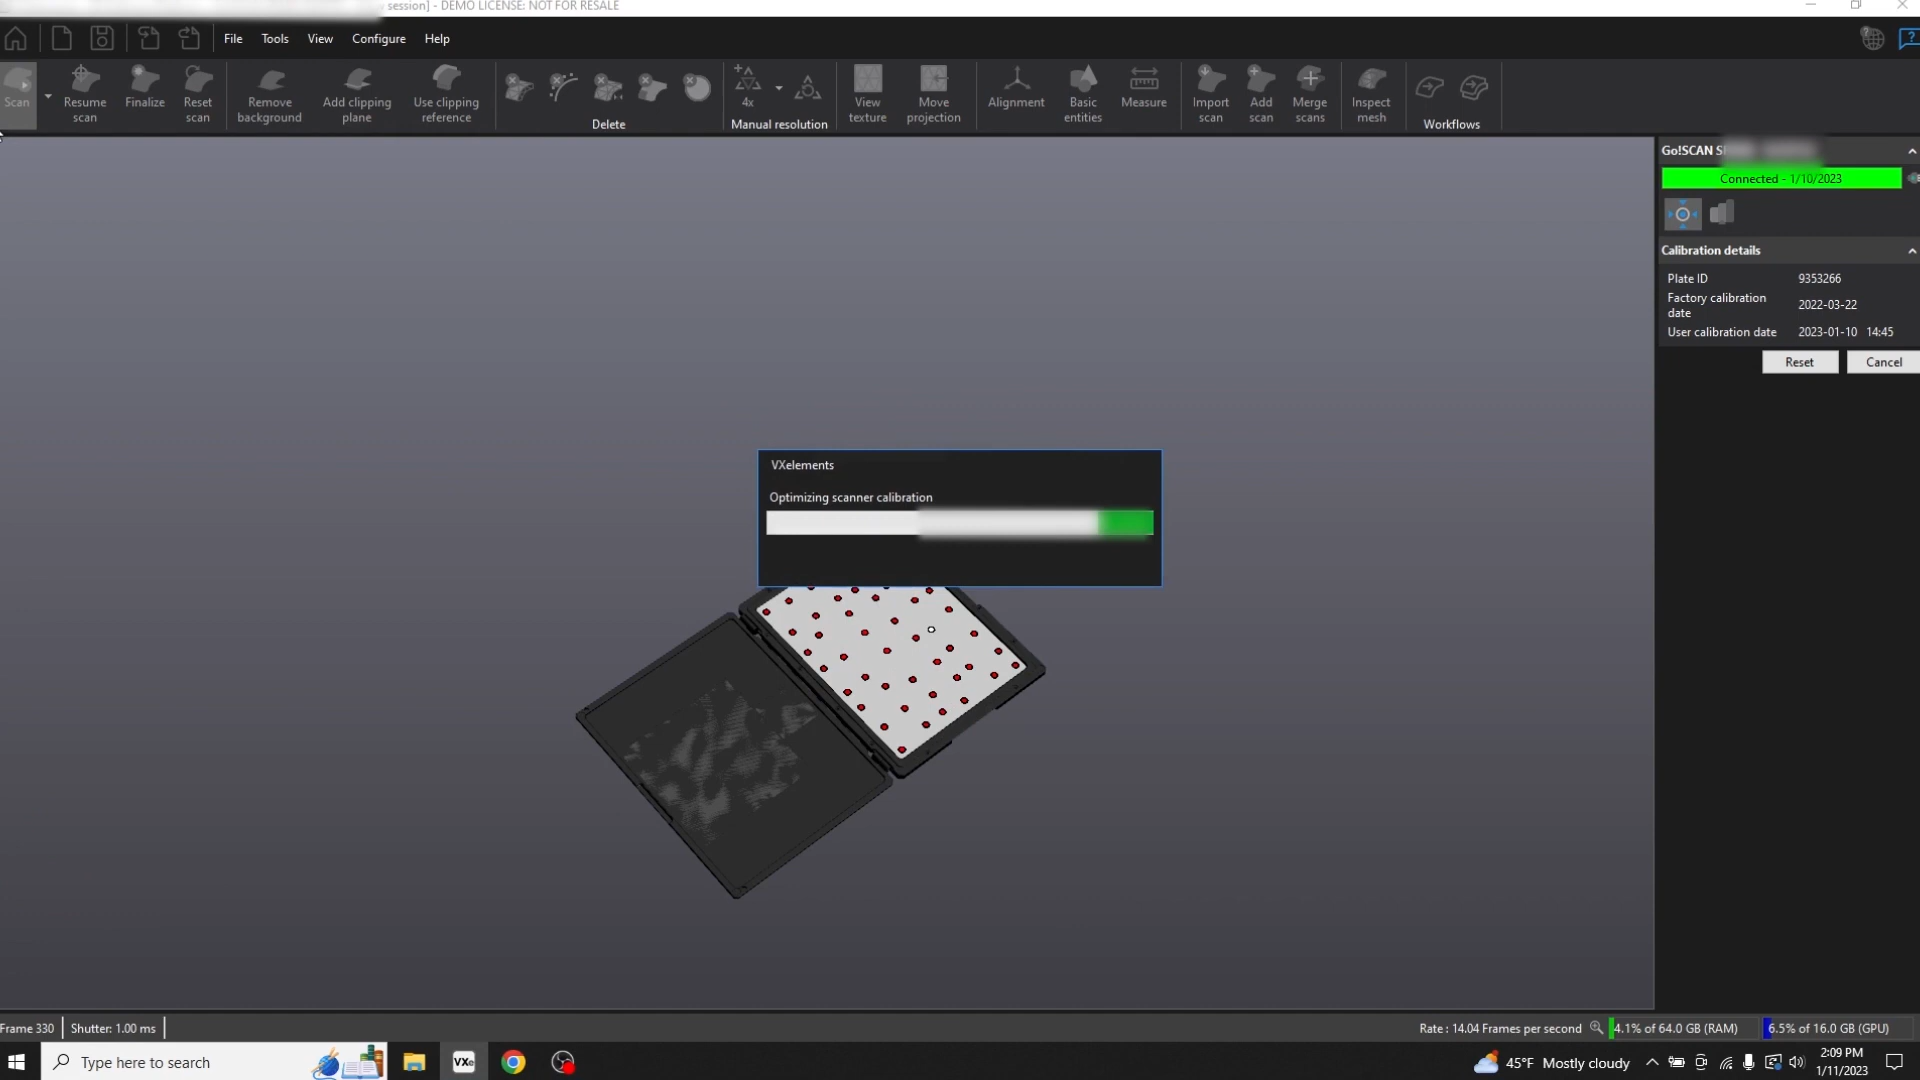 session] - DEMO LICENSE: NOT FOR RESALE
File Tools View Configure Help
Scan
Resume scan
Finalize
Reset scan
Remove background
Add clipping plane
Use clipping reference
Delete
4x
Manual resolution
View texture
Move projection
Alignment
Basic entities
Measure
Import scan
Add scan
Merge scans
Inspect mesh
Workflows
Go!SCAN
Connected - 1/10/2023
Calibration details
Plate ID 9353266
Factory calibration date 2022-03-22
User calibration date 2023-01-10 14:45
Reset Cancel
VXelements
Optimizing scanner calibration
Frame 330 Shutter: 1.00 ms
Rate : 14.04 Frames per second 4.1% of 64.0 GB (RAM) 6.5% of 16.0 GB (GPU)
Type here to search
VXe
45°F Mostly cloudy
2:09 PM
1/11/2023